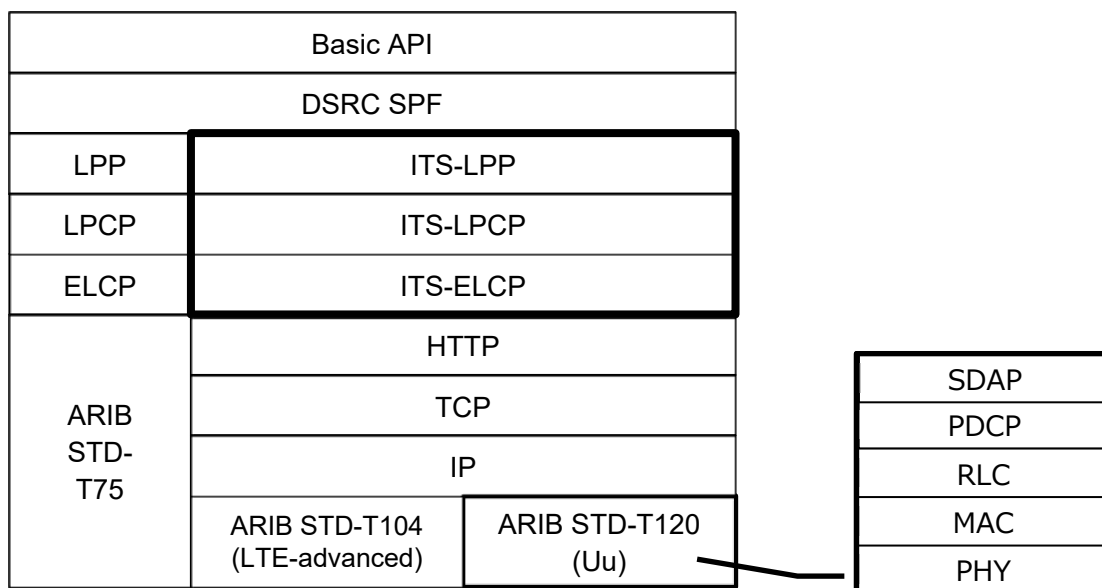 Basic API
DSRC SPF
LPP
ITS-LPP
LPCP
ITS-LPCP
ELCP
ITS-ELCP
ARIB
STD-
T75
HTTP
TCP
IP
ARIB STD-T104
(LTE-advanced)
ARIB STD-T120
(Uu)
SDAP
PDCP
RLC
MAC
PHY